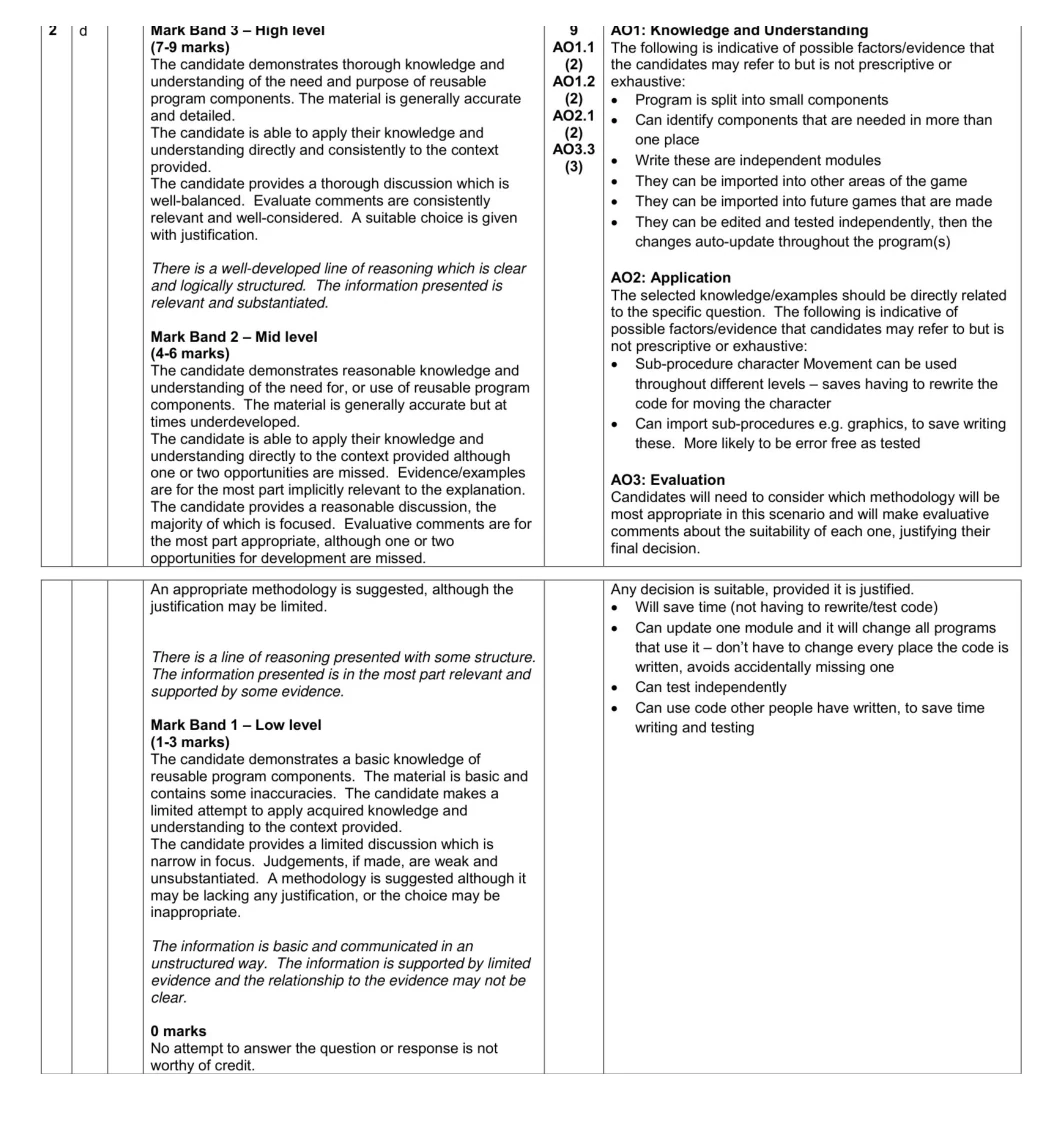 2 d Mark Band 3 – High level
(7-9 marks)
The candidate demonstrates thorough knowledge and
understanding of the need and purpose of reusable
program components. The material is generally accurate
and detailed.
The candidate is able to apply their knowledge and
understanding directly and consistently to the context
provided.
The candidate provides a thorough discussion which is
well-balanced. Evaluate comments are consistently
relevant and well-considered. A suitable choice is given
with justification.
There is a well-developed line of reasoning which is clear
and logically structured. The information presented is
relevant and substantiated.
Mark Band 2 – Mid level
(4-6 marks)
The candidate demonstrates reasonable knowledge and
understanding of the need for, or use of reusable program
components. The material is generally accurate but at
times underdeveloped.
The candidate is able to apply their knowledge and
understanding directly to the context provided although
one or two opportunities are missed. Evidence/examples
are for the most part implicitly relevant to the explanation.
The candidate provides a reasonable discussion, the
majority of which is focused. Evaluative comments are for
the most part appropriate, although one or two
opportunities for development are missed.
9
AO1.1
(2)
AO1.2
(2)
AO2.1
(2)
AO3.3
(3)
AO1: Knowledge and Understanding
The following is indicative of possible factors/evidence that
the candidates may refer to but is not prescriptive or
exhaustive:
• Program is split into small components
• Can identify components that are needed in more than
one place
• Write these are independent modules
• They can be imported into other areas of the game
• They can be imported into future games that are made
• They can be edited and tested independently, then the
changes auto-update throughout the program(s)
AO2: Application
The selected knowledge/examples should be directly related
to the specific question. The following is indicative of
possible factors/evidence that candidates may refer to but is
not prescriptive or exhaustive:
• Sub-procedure character Movement can be used
throughout different levels – saves having to rewrite the
code for moving the character
• Can import sub-procedures e.g. graphics, to save writing
these. More likely to be error free as tested
AO3: Evaluation
Candidates will need to consider which methodology will be
most appropriate in this scenario and will make evaluative
comments about the suitability of each one, justifying their
final decision.
An appropriate methodology is suggested, although the
justification may be limited.
There is a line of reasoning presented with some structure.
The information presented is in the most part relevant and
supported by some evidence.
Mark Band 1 – Low level
(1-3 marks)
The candidate demonstrates a basic knowledge of
reusable program components. The material is basic and
contains some inaccuracies. The candidate makes a
limited attempt to apply acquired knowledge and
understanding to the context provided.
The candidate provides a limited discussion which is
narrow in focus. Judgements, if made, are weak and
unsubstantiated. A methodology is suggested although it
may be lacking any justification, or the choice may be
inappropriate.
The information is basic and communicated in an
unstructured way. The information is supported by limited
evidence and the relationship to the evidence may not be
clear.
0 marks
No attempt to answer the question or response is not
worthy of credit.
Any decision is suitable, provided it is justified.
• Will save time (not having to rewrite/test code)
• Can update one module and it will change all programs
that use it – don't have to change every place the code is
written, avoids accidentally missing one
• Can test independently
• Can use code other people have written, to save time
writing and testing